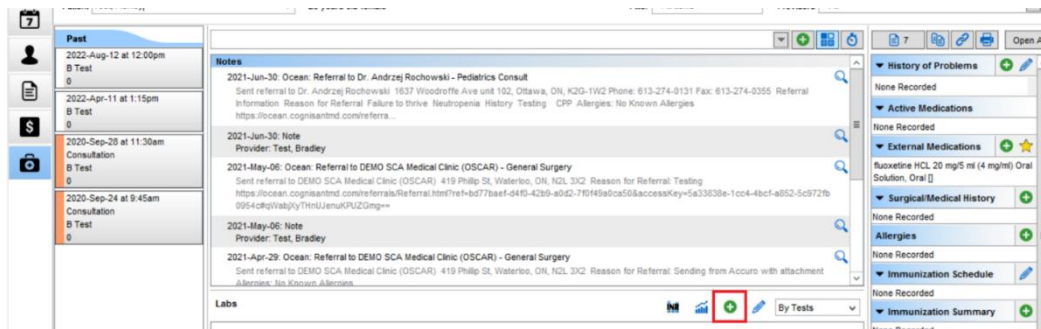 7
Past
2022-Aug-12 at 12:00pm
B Test
0
2022-Apr-11 at 1:15pm
B Test
0
2020-Sep-28 at 11:30am
Consultation
B Test
0
2020-Sep-24 at 9:45am
Consultation
B Test
0
Notes
2021-Jun-30: Ocean: Referral to Dr. Andrzej Rochowski - Pediatrics Consult
Sent referral to Dr. Andrzej Rochowski 1637 Woodroffe Ave unit 102, Ottawa, ON, K2G-1W2 Phone: 613-274-0131 Fax: 613-274-0355 Referral
Information Reason for Referral Failure to thrive Neutropenia History Testing CPP Allergies: No Known Allergies
https://ocean.cognisantmd.com/referra...
2021-Jun-30: Note
Provider: Test, Bradley
2021-May-06: Ocean: Referral to DEMO SCA Medical Clinic (OSCAR) - General Surgery
Sent referral to DEMO SCA Medical Clinic (OSCAR) 419 Phillip St, Waterloo, ON, N2L 3X2 Reason for Referral: Testing
https://ocean.cognisantmd.com/referrals/Referral.html?ref=bd77baef-d4f0-42b9-a0d2-7f0f49a0ca50&accessKey=5a33838e-1cc4-4bcf-a852-5c972fb
0954c#qWabjXyTHnUJenuKPUZGmg==
2021-May-06: Note
Provider: Test, Bradley
2021-Apr-29: Ocean: Referral to DEMO SCA Medical Clinic (OSCAR) - General Surgery
Sent referral to DEMO SCA Medical Clinic (OSCAR) 419 Phillip St, Waterloo, ON, N2L 3X2 Reason for Referral: Sending from Accuro with attachment
Allergies: No Known Allergies
Labs
By Tests
7
Open A
History of Problems
None Recorded
Active Medications
None Recorded
External Medications
fluoxetine HCL 20 mg/5 ml (4 mg/ml) Oral
Solution, Oral []
Surgical/Medical History
None Recorded
Allergies
None Recorded
Immunization Schedule
None Recorded
Immunization Summary